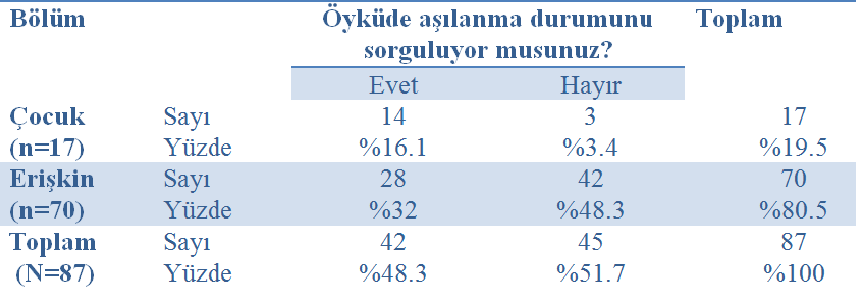 Bölüm Öyküde aşılanma durumunu Toplam
sorguluyor musunuz?
Evet Hayır
Çocuk Sayı 14 3 17
(n=17) Yüzde %16.1 %3.4 %19.5
Erişkin Sayı 28 42 70
(n=70) Yüzde %32 %48.3 %80.5
Toplam Sayı 42 45 87
(N=87) Yüzde %48.3 %51.7 %100